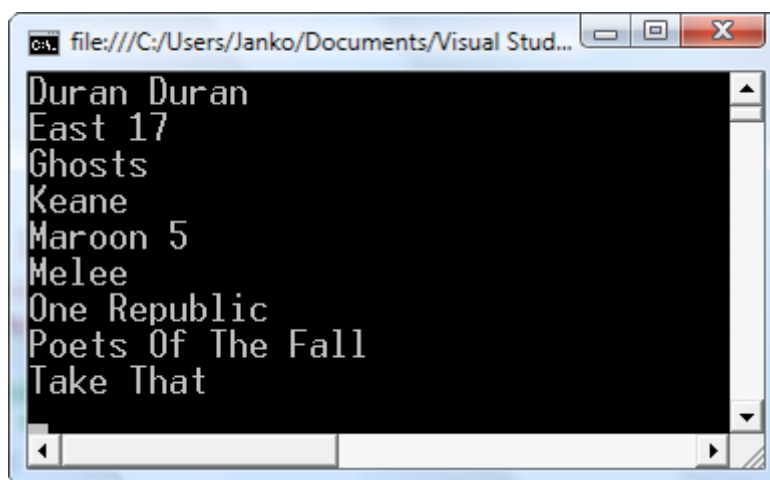 file:///C:/Users/Janko/Documents/Visual Stud...
Duran Duran
East 17
Ghosts
Keane
Maroon 5
Melee
One Republic
Poets Of The Fall
Take That